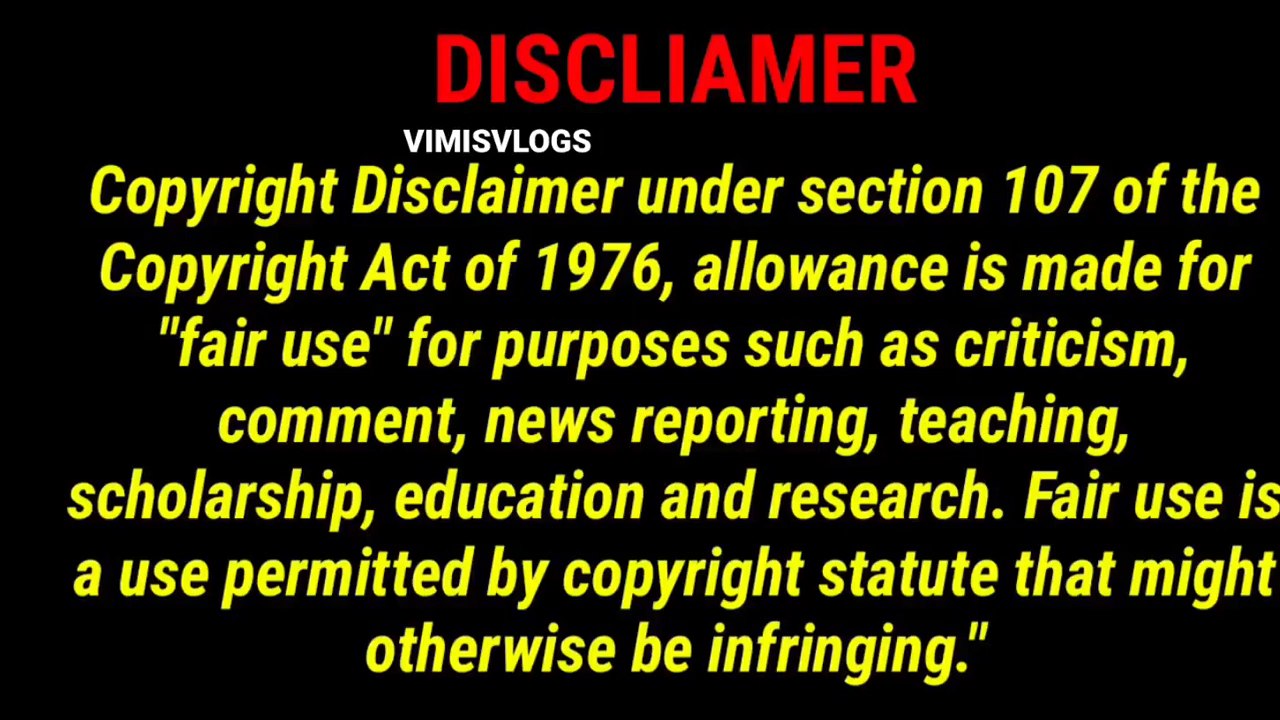 DISCLIAMER
VIMISVLOGS
Copyright Disclaimer under section 107 of the
Copyright Act of 1976, allowance is made for
"fair use" for purposes such as criticism,
comment, news reporting, teaching,
scholarship, education and research. Fair use is
a use permitted by copyright statute that might
otherwise be infringing."